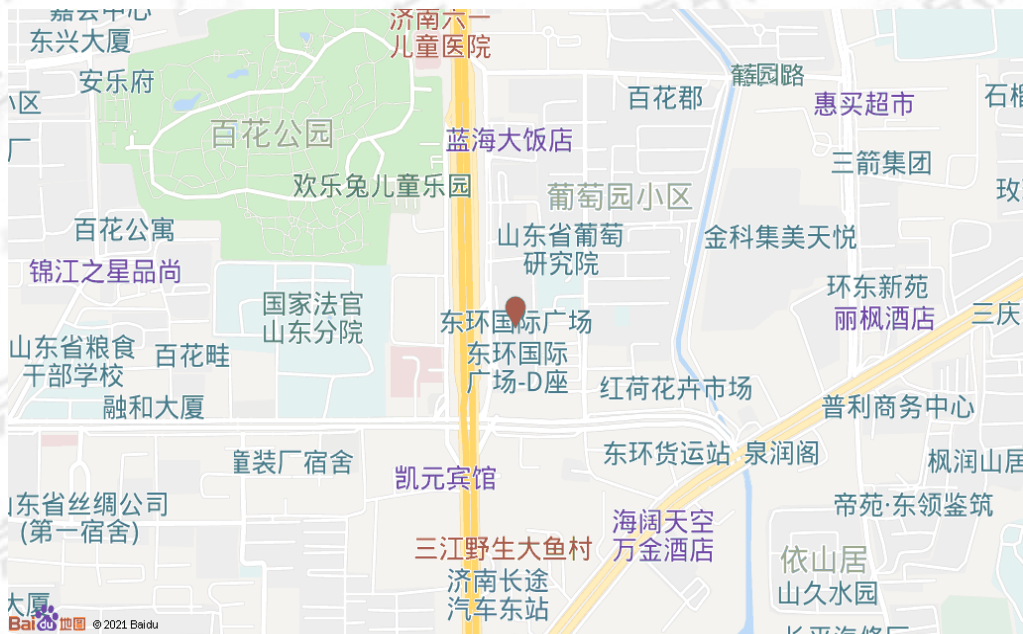 嘉会中心
东兴大厦
济南六一
儿童医院
安乐府
小区
百花郡
园路
惠买超市
厂
百花公园
蓝海大饭店
三箭集团
欢乐兔儿童乐园
葡萄园小区
百花公寓
山东省葡萄
研究院
金科集美天悦
锦江之星品尚
环东新苑
国家法官
山东分院
东环国际广场
丽枫酒店
三庆
山东省粮食
干部学校
百花畦
东环国际
广场-D座
红荷花卉市场
融和大厦
普利商务中心
童装厂宿舍
东环货运站
泉润阁
枫润山居
凯元宾馆
山东省丝绸公司
(第一宿舍)
帝苑·东领鉴筑
海阔天空
万金酒店
三江野生大鱼村
依山居
济南长途
汽车东站
山久水园
大厦
Bai du 地图 © 2021 Baidu